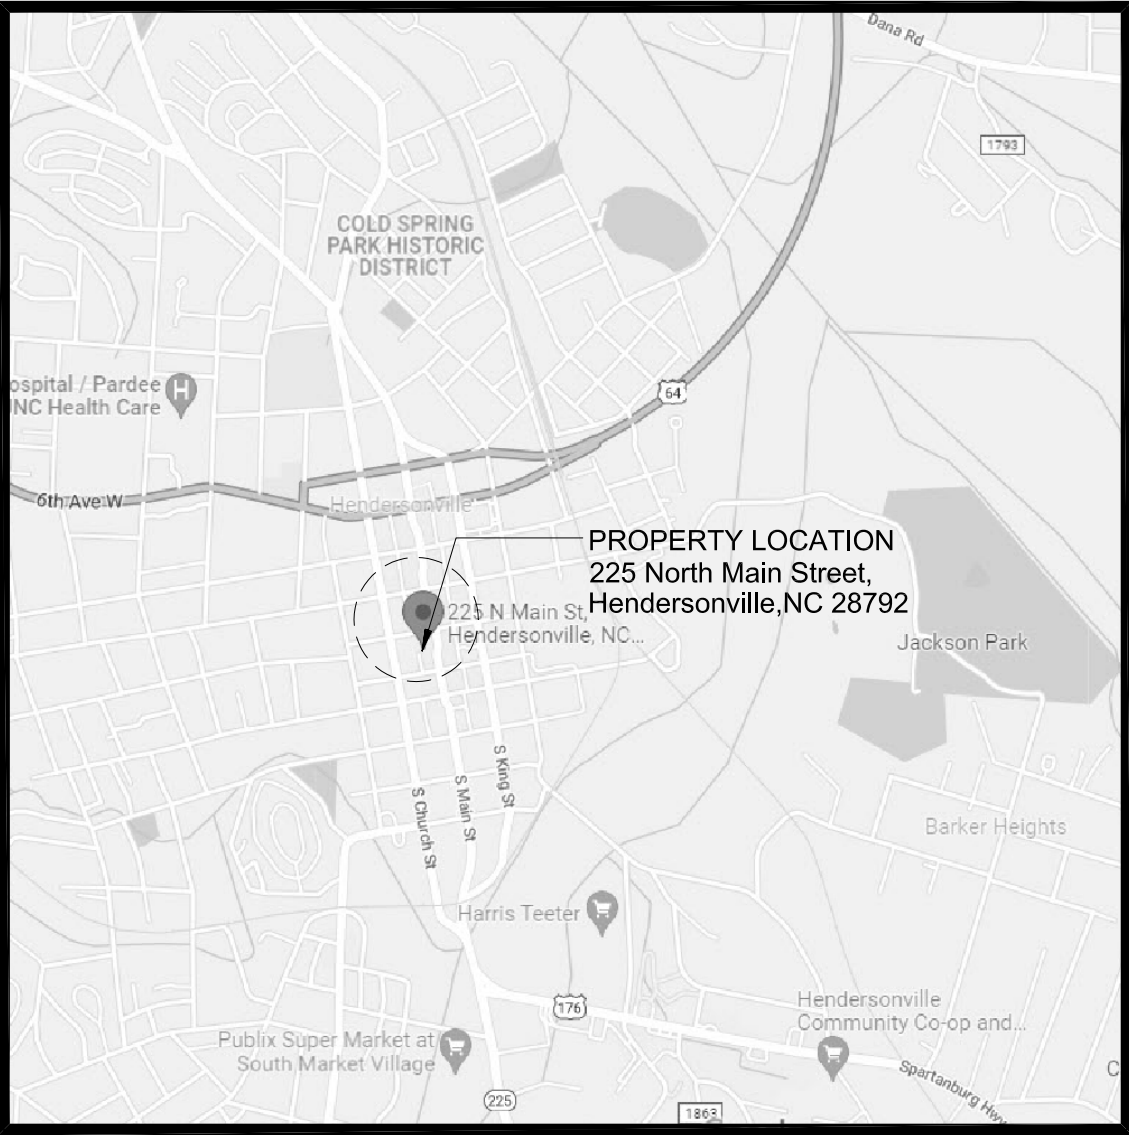 Dana Rd
1793
COLD SPRING
PARK HISTORIC
DISTRICT
64
ospital / Pardee
H
NC Health Care
6th Ave W
Hendersonville
PROPERTY LOCATION
225 North Main Street,
Hendersonville,NC 28792
225 N Main St,
Hendersonville, NC...
Jackson Park
S King St
S Main St
S Church St
Barker Heights
Harris Teeter
176
Hendersonville
Community Co-op and...
Publix Super Market at
South Market Village
Spartanburg Hwy
225
1863
C